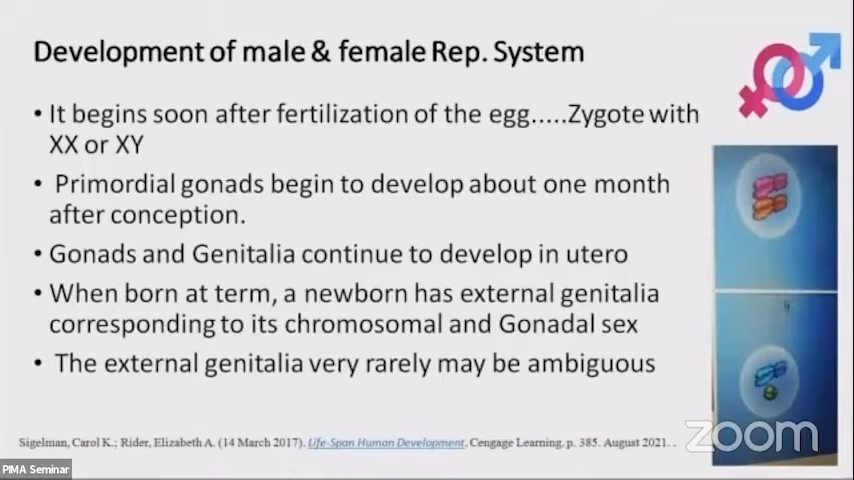 Development of male & female Rep. System
• It begins soon after fertilization of the egg.....Zygote with
XX or XY
• Primordial gonads begin to develop about one month
after conception.
• Gonads and Genitalia continue to develop in utero
• When born at term, a newborn has external genitalia
corresponding to its chromosomal and Gonadal sex
• The external genitalia very rarely may be ambiguous
Sigelman, Carol K.; Rider, Elizabeth A. (14 March 2017). Life-Span Human Development. Cengage Learning. p. 385. August 2021. .
zoom
PIMA Seminar